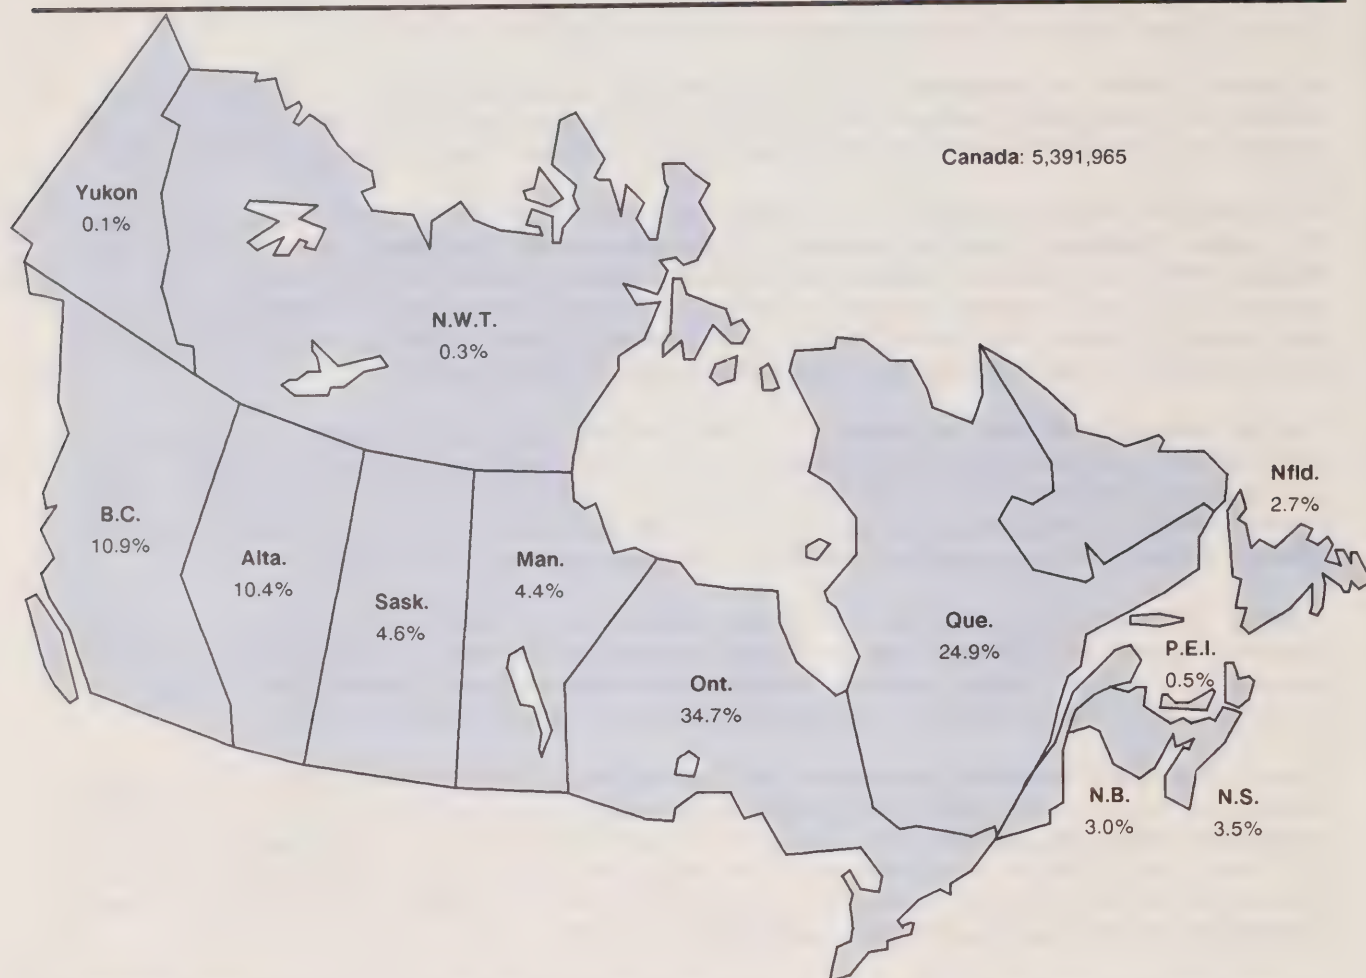 Canada: 5,391,965
Yukon
0.1%
N.W.T.
0.3%
B.C.
10.9%
Alta.
10.4%
Sask.
4.6%
Man.
4.4%
Ont.
34.7%
Que.
24.9%
Nfld.
2.7%
P.E.I.
0.5%
N.B.
3.0%
N.S.
3.5%